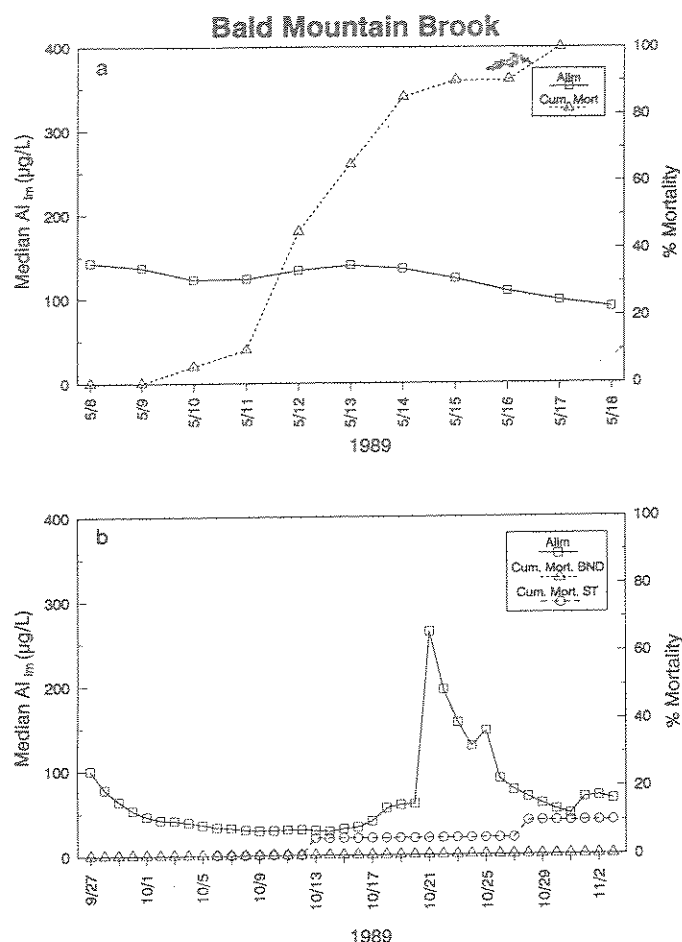 Bald Mountain Brook
a
400
300
200
100
0
Median Al im (µg/L)
100
80
60
40
20
0
% Mortality
Alim
Cum. Mort
5/8 5/9 5/10 5/11 5/12 5/13 5/14 5/15 5/16 5/17 5/18
1989
b
400
300
200
100
0
Median Al im (µg/L)
100
80
60
40
20
0
% Mortality
Alim
Cum. Mort. BND
Cum. Mort. ST
9/27 10/1 10/5 10/9 10/13 10/17 10/21 10/25 10/29 11/2
1989